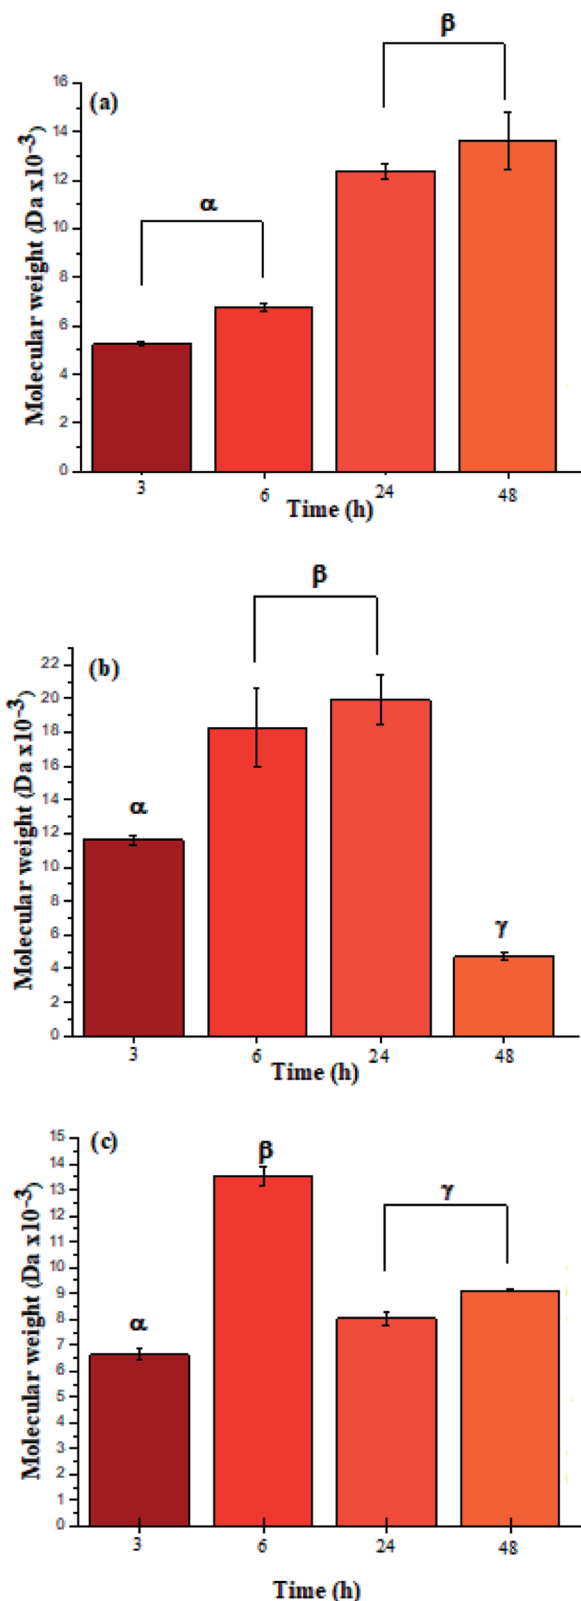 β
16
(a)
14
12
α
10
8
6
4
2
0
Molecular weight (Da x10⁻³)
3 6 24 48
Time (h)
β
22
(b)
20
18
16
14
α
12
10
8
γ
6
4
2
0
Molecular weight (Da x10⁻³)
3 6 24 48
Time (h)
15
(c)
β
14
13
γ
12
11
10
9
8
α
7
6
5
4
3
2
1
0
Molecular weight (Da x10⁻³)
3 6 24 48
Time (h)